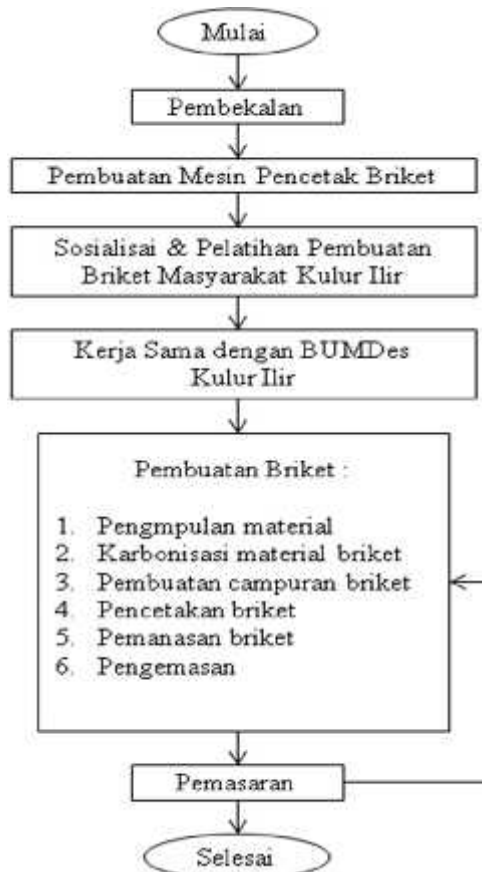 Mulai
Pembekalan
Pembuatan Mesin Pencetak Briket
Sosialisai & Pelatihan Pembuatan
Briket Masyarakat Kulur Ilir
Kerja Sama dengan BUMDes
Kulur Ilir
Pembuatan Briket :
1. Pengmpulan material
2. Karbonisasi material briket
3. Pembuatan campuran briket
4. Pencetakan briket
5. Pemanasan briket
6. Pengemasan
Pemasaran
Selesai